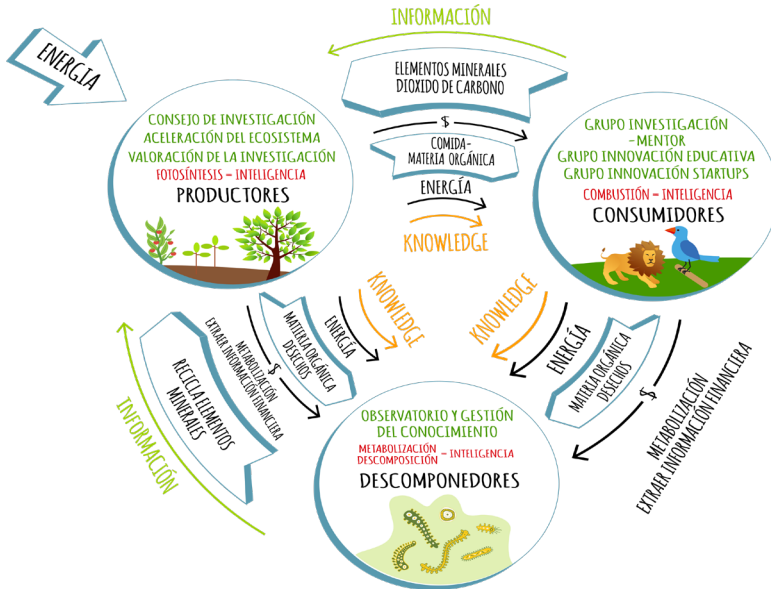 INFORMACIÓN
ENERGÍA
ELEMENTOS MINERALES
DIOXIDO DE CARBONO
$
COMIDA-
MATERIA ORGÁNICA
ENERGÍA
KNOWLEDGE
CONSEJO DE INVESTIGACIÓN
ACELERACIÓN DEL ECOSISTEMA
VALORACIÓN DE LA INVESTIGACIÓN
FOTOSÍNTESIS = INTELIGENCIA
PRODUCTORES
GRUPO INVESTIGACIÓN
-MENTOR
GRUPO INNOVACIÓN EDUCATIVA
GRUPO INNOVACIÓN STARTUPS
COMBUSTIÓN = INTELIGENCIA
CONSUMIDORES
KNOWLEDGE
ENERGÍA
MATIERIA ORGÁNICA
DESECHOS
$
METABOLIZACIÓN
EXTRAER INFORMACIÓN FINANCIERA
RECICLA ELEMENTOS
MINERALES
INFORMACIÓN
KNOWLEDGE
ENERGÍA
MATERIA ORGÁNICA
DESECHOS
$
METABOLIZACIÓN
EXTRAER INFORMACIÓN FINANCIERA
OBSERVATORIO Y GESTIÓN
DEL CONOCIMIENTO
METABOLIZACIÓN
DESCOMPOSICIÓN = INTELIGENCIA
DESCOMPONEDORES